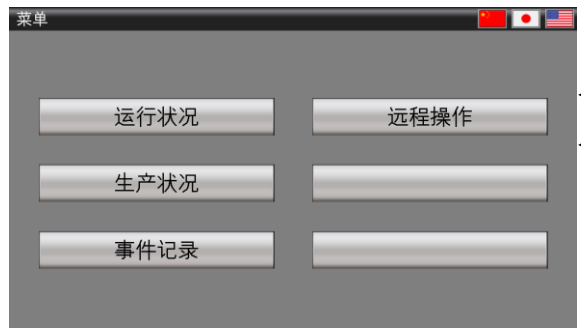 菜单
运行状况
远程操作
生产状况
事件记录